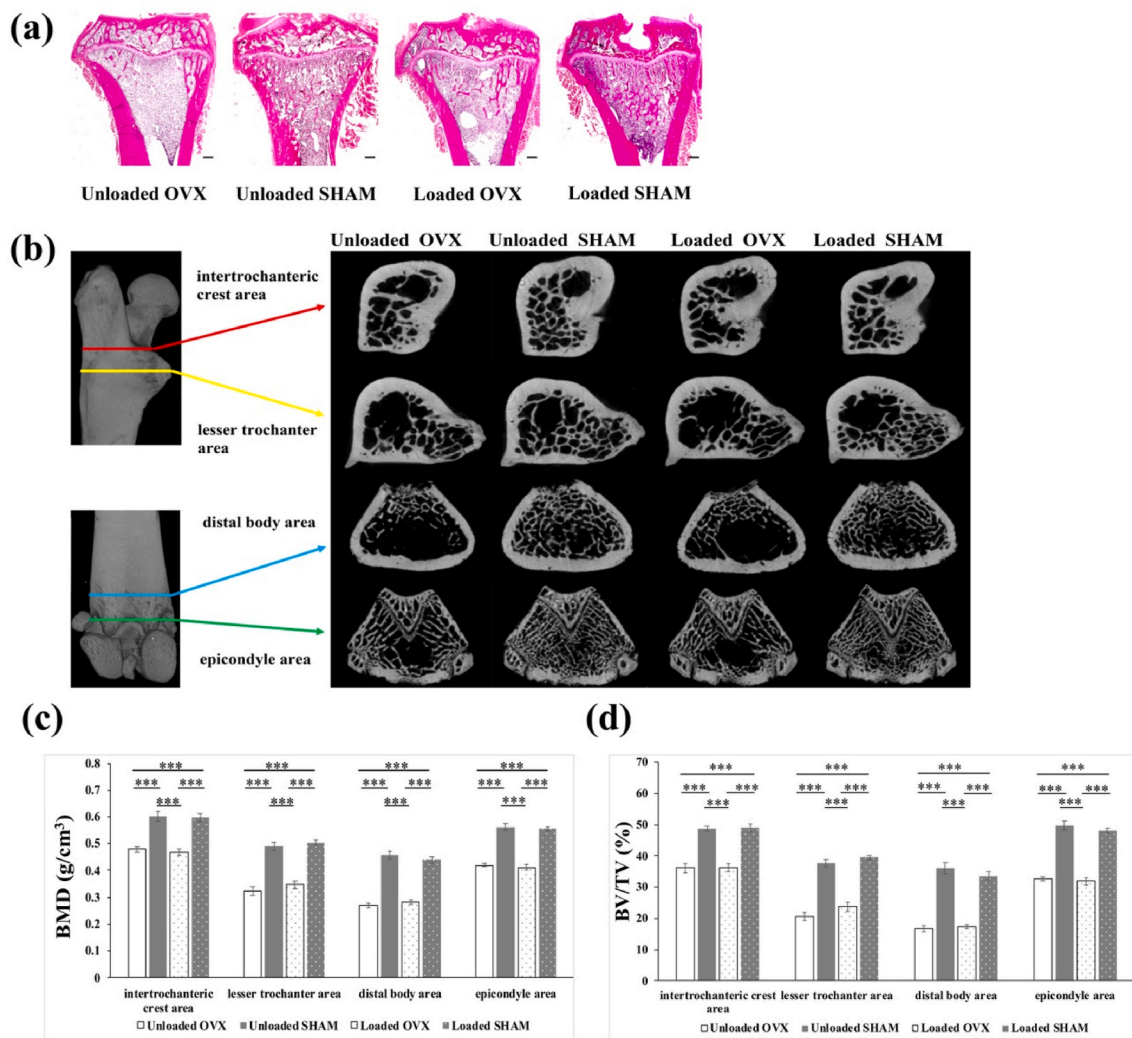 (a)
Unloaded OVX
Unloaded SHAM
Loaded OVX
Loaded SHAM
(b)
Unloaded OVX
Unloaded SHAM
Loaded OVX
Loaded SHAM
intertrochanteric
crest area
lesser trochanter
area
distal body area
epicondyle area
(c)
BMD (g/cm³)
0.8
0.7
0.6
0.5
0.4
0.3
0.2
0.1
0
*** *** *** ***
*** *** *** *** *** *** *** ***
*** *** *** ***
intertrochanteric
crest area
lesser trochanter area
distal body area
epicondyle area
Unloaded OVX
Unloaded SHAM
Loaded OVX
Loaded SHAM
(d)
BV/TV (%)
70
60
50
40
30
20
10
0
*** *** *** ***
*** *** *** *** *** *** *** ***
*** *** *** ***
intertrochanteric crest
area
lesser trochanter area
distal body area
epicondyle area
Unloaded OVX
Unloaded SHAM
Loaded OVX
Loaded SHAM